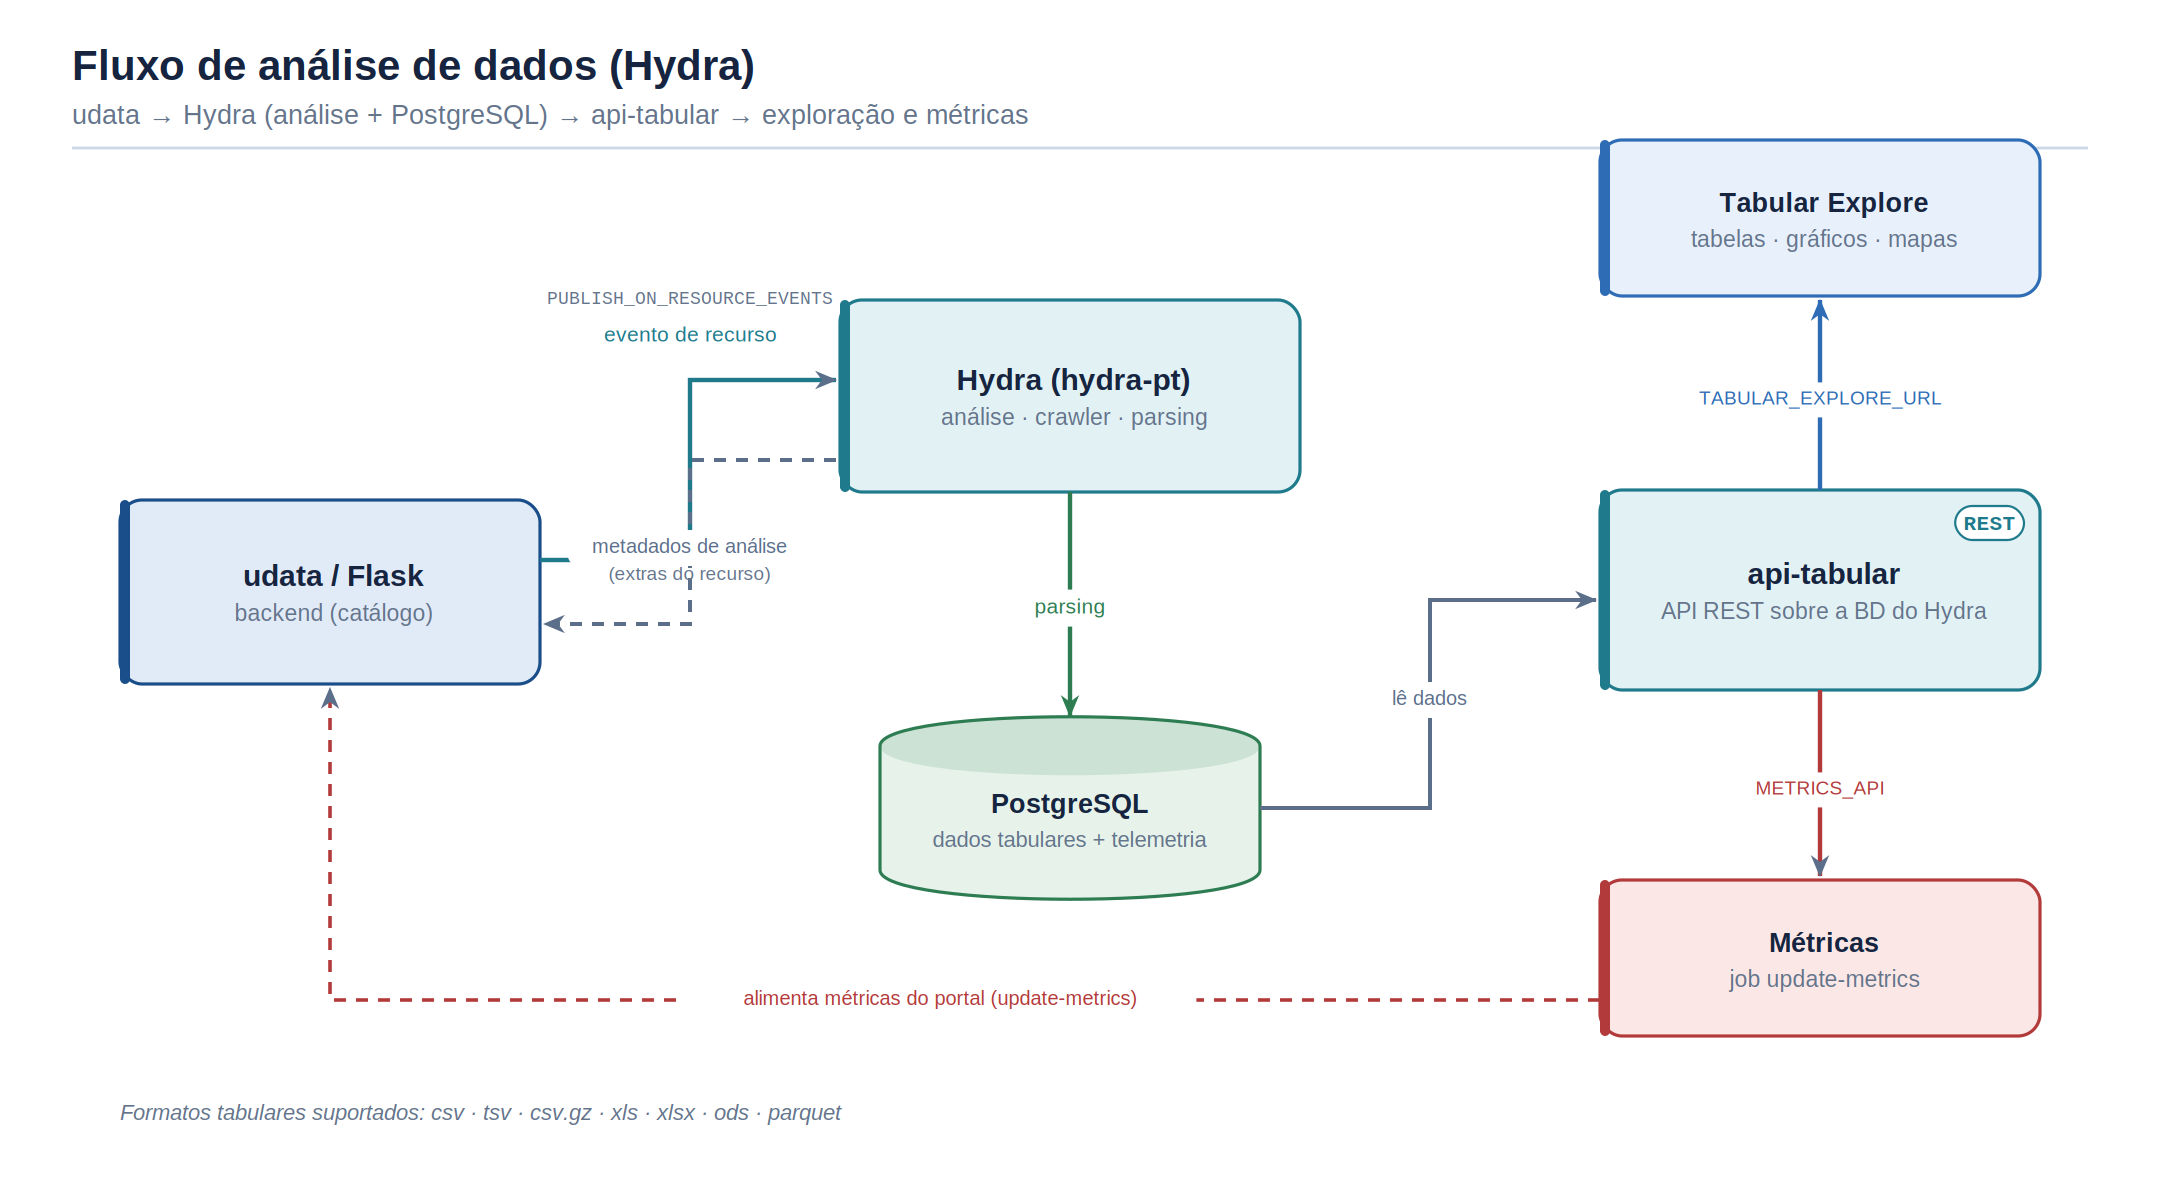 Fluxo de análise de dados (Hydra)
udata → Hydra (análise + PostgreSQL) → api-tabular → exploração e métricas
Tabular Explore
tabelas · gráficos · mapas
PUBLISH_ON_RESOURCE_EVENTS
evento de recurso
Hydra (hydra-pt)
análise · crawler · parsing
TABULAR_EXPLORE_URL
udata / Flask
backend (catálogo)
metadados de análise
(extras do recurso)
parsing
REST
api-tabular
API REST sobre a BD do Hydra
lê dados
PostgreSQL
dados tabulares + telemetria
METRICS_API
Métricas
job update-metrics
alimenta métricas do portal (update-metrics)
Formatos tabulares suportados: csv · tsv · csv.gz · xls · xlsx · ods · parquet